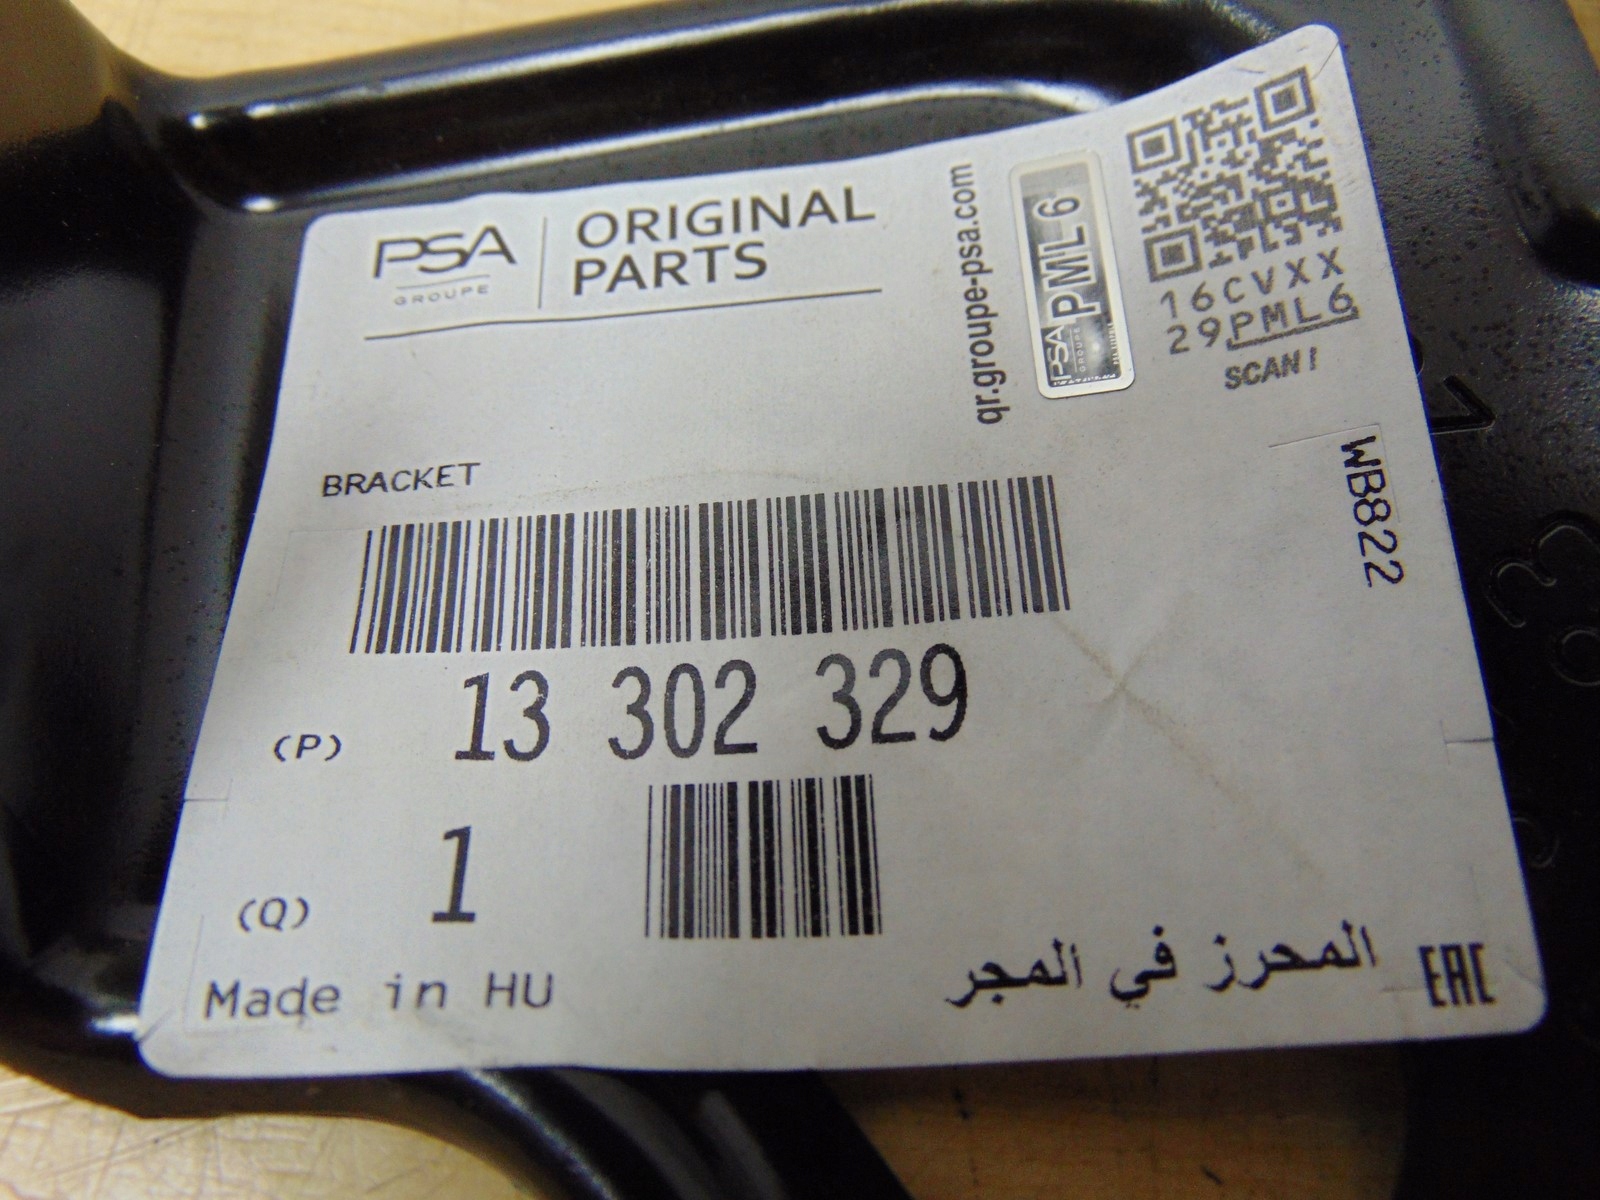 PSA
GROUPE
ORIGINAL
PARTS
qr.groupe-psa.com
PSA
GROUPE
PML 6
16CVXX
29PML6
SCAN!
WB822
BRACKET
(P) 13 302 329
(Q) 1
Made in HU
المحرز في المجر
EAC